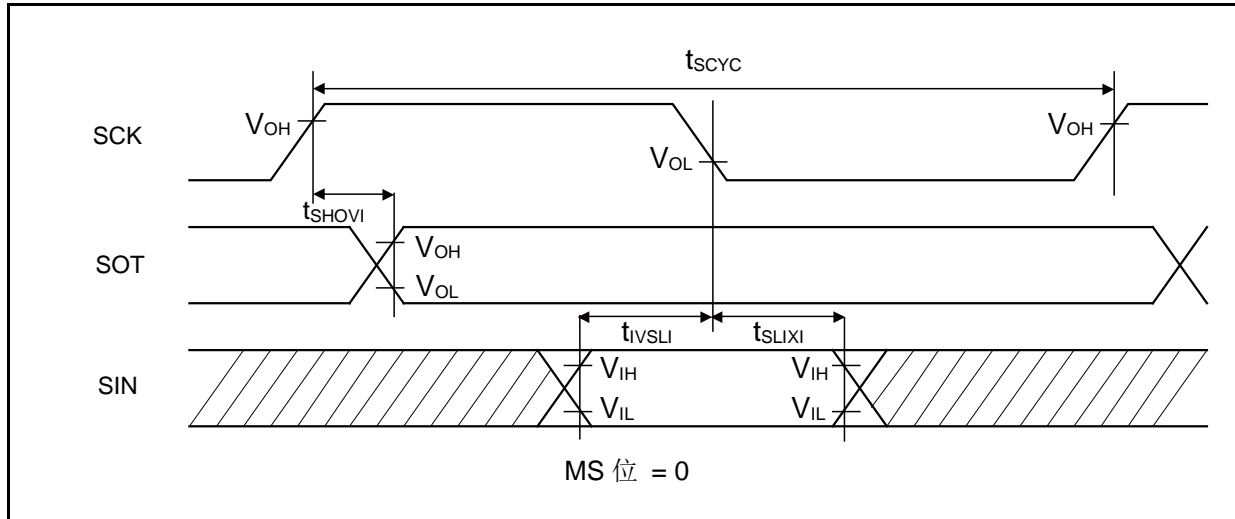 tSCYC
SCK
VOH
VOL
VOH
tSHOVI
SOT
VOH
VOL
tIVSLI
tSLIXI
SIN
VIH
VIL
VIH
VIL
MS 位 = 0